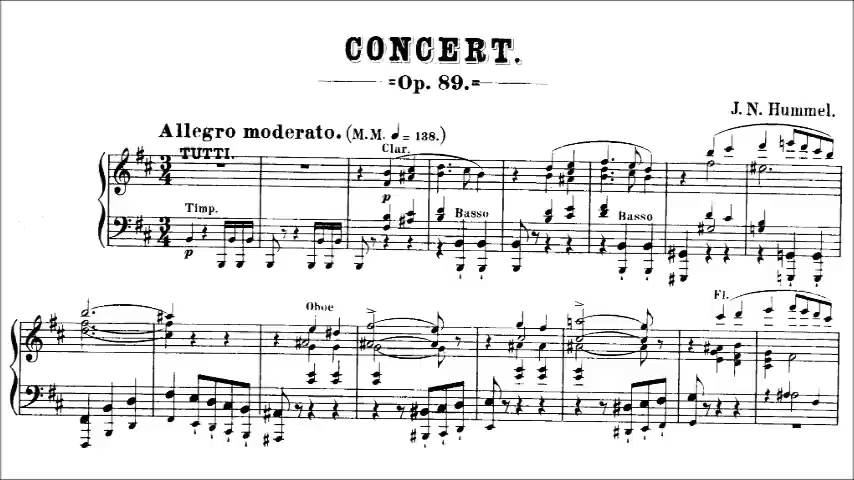 CONCERT.
Op. 89.
J. N. Hummel.
Allegro moderato. (M.M. ♩= 138.)
TUTTI.
Clar.
p
Timp.
Basso
Basso
p
Fl.
Oboe